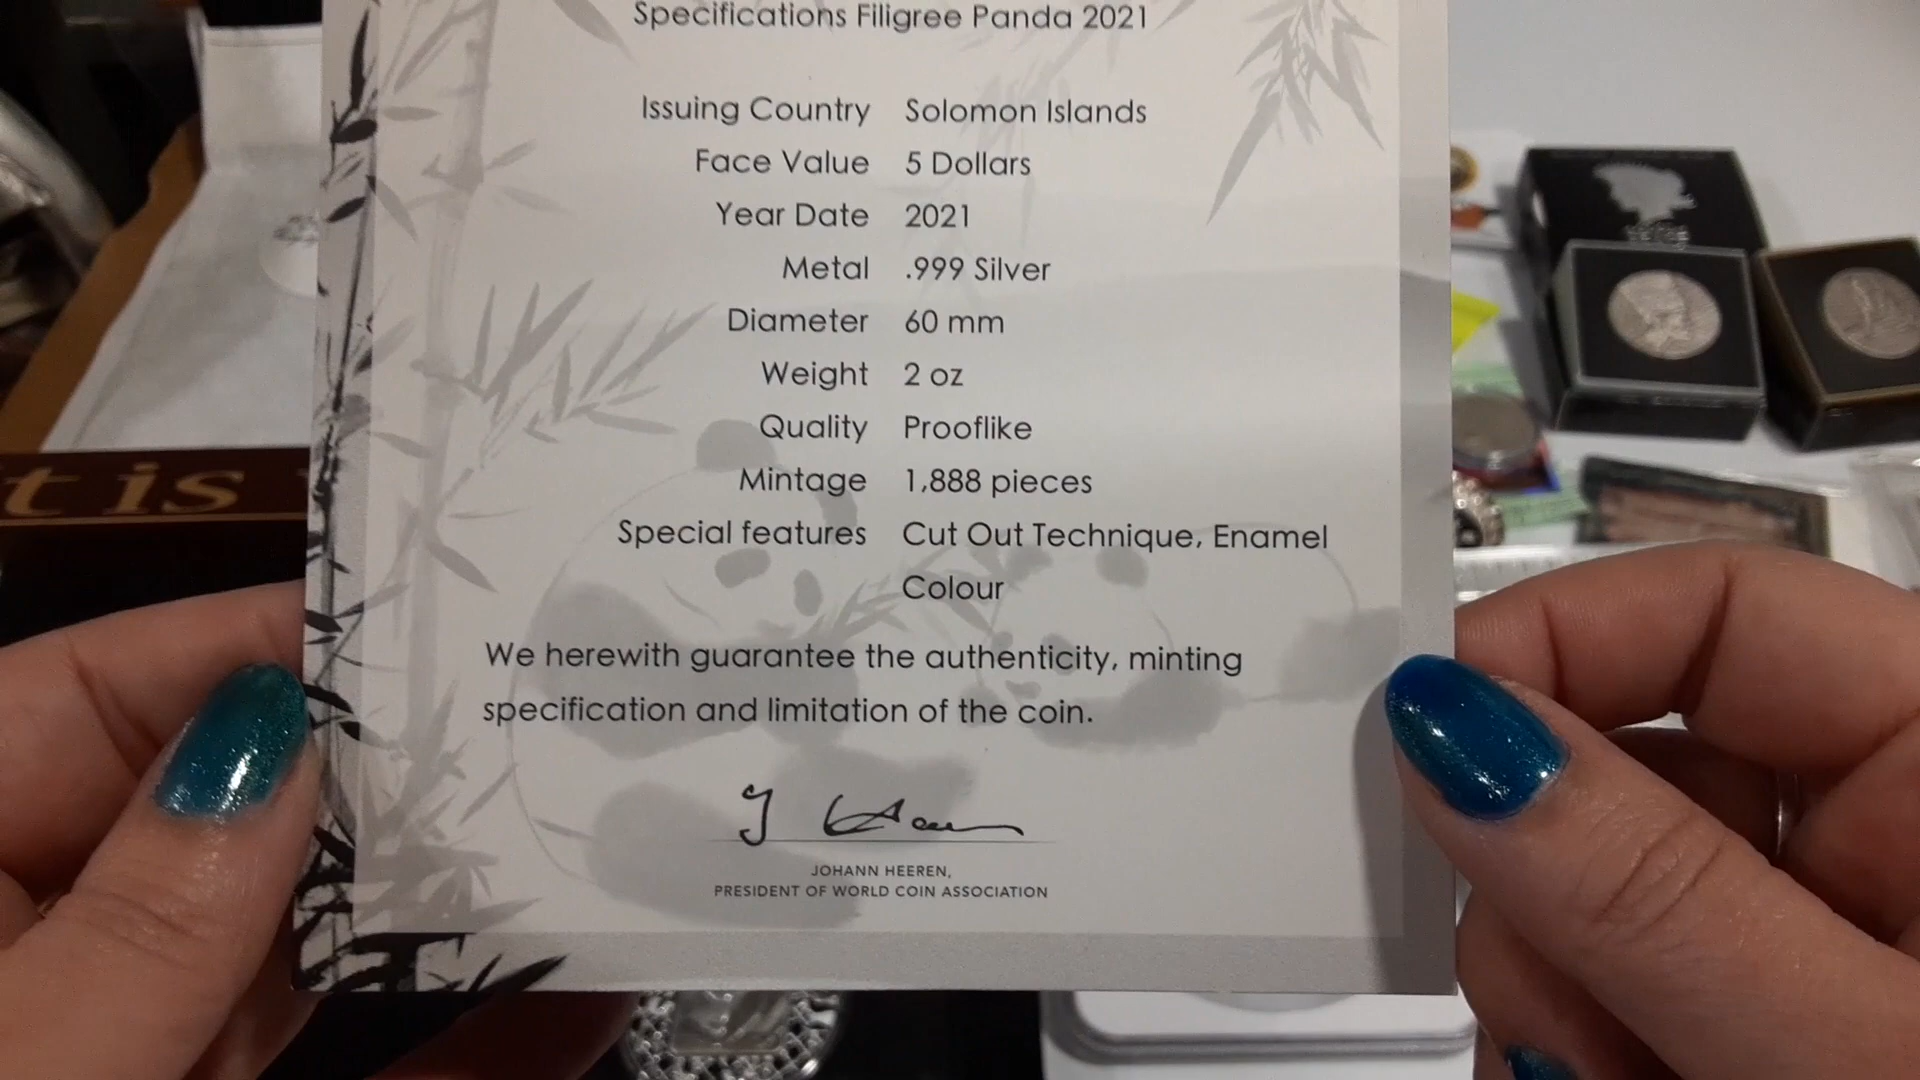 Specifications Filigree Panda 2021
Issuing Country Solomon Islands
Face Value 5 Dollars
Year Date 2021
Metal .999 Silver
Diameter 60 mm
Weight 2 oz
Quality Prooflike
Mintage 1,888 pieces
Special features Cut Out Technique, Enamel
Colour
We herewith guarantee the authenticity, minting
specification and limitation of the coin.
JOHANN HEEREN,
PRESIDENT OF WORLD COIN ASSOCIATION
t is